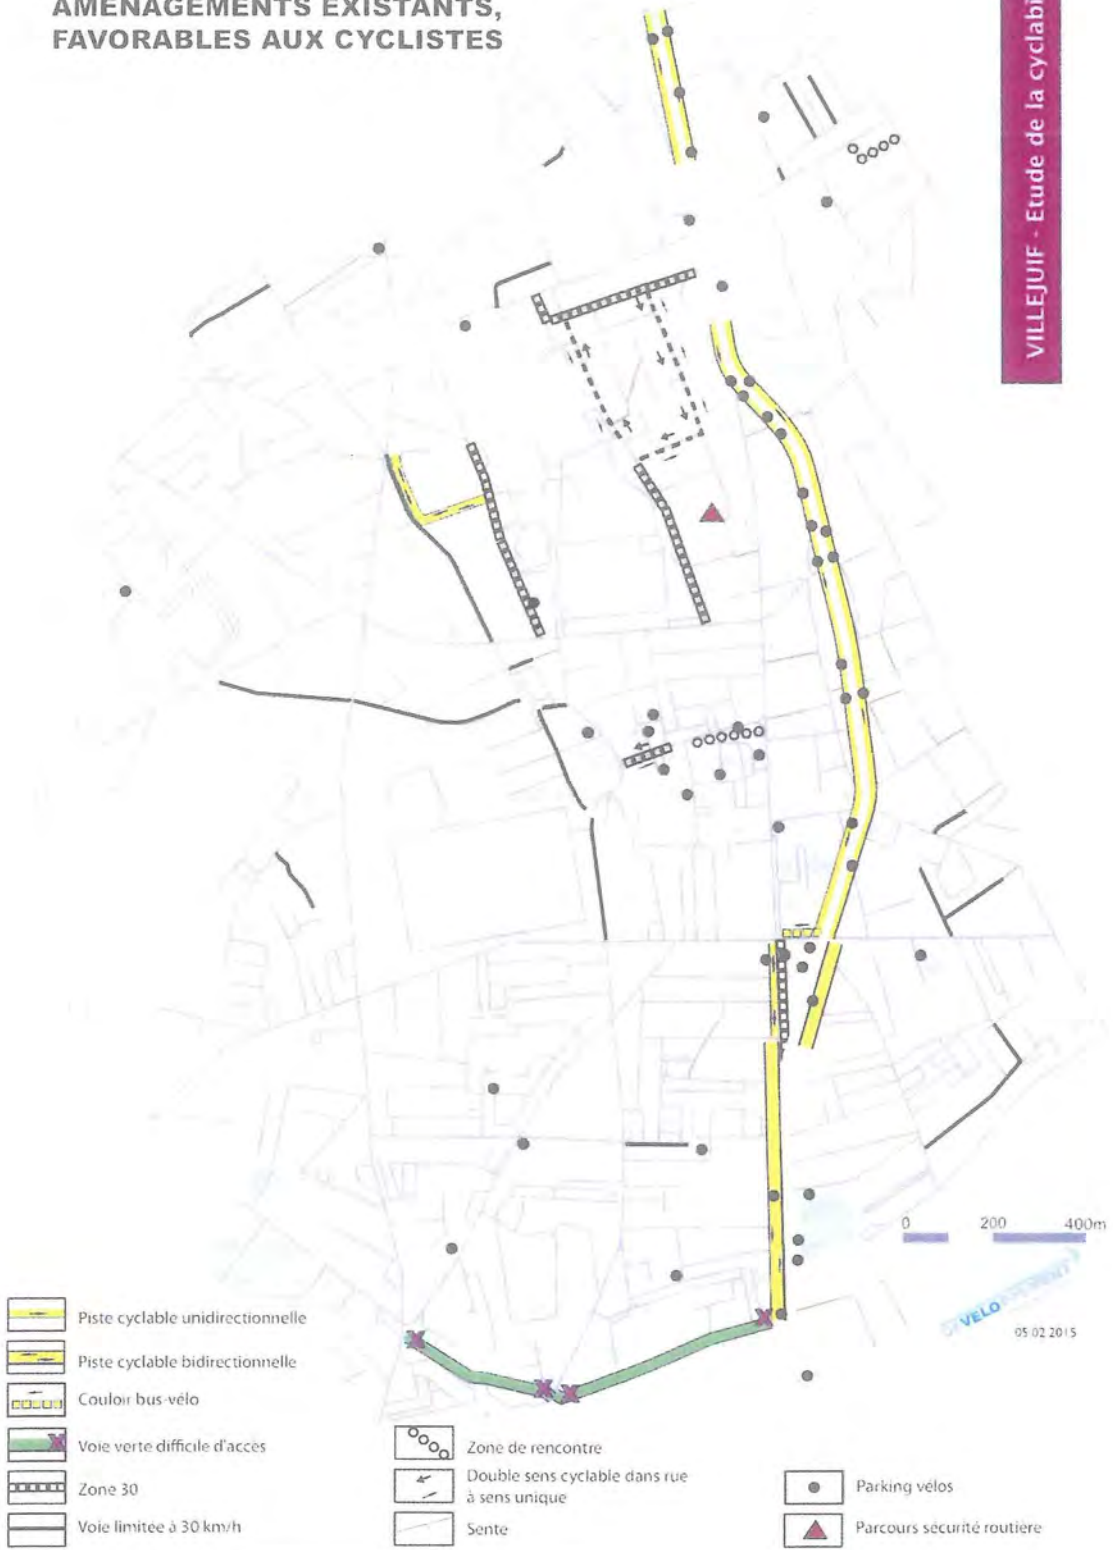 AMÉNAGEMENTS EXISTANTS,
FAVORABLES AUX CYCLISTES
VILLEJUIF - Etude de la
0 200 400m
05 02 2015
Piste cyclable unidirectionnelle
Piste cyclable bidirectionnelle
Couloir bus-vélo
Voie verte difficile d'accès
Zone 30
Voie limitée à 30 km/h
Zone de rencontre
Double sens cyclable dans rue
à sens unique
Sente
Parking vélos
Parcours sécurité routière